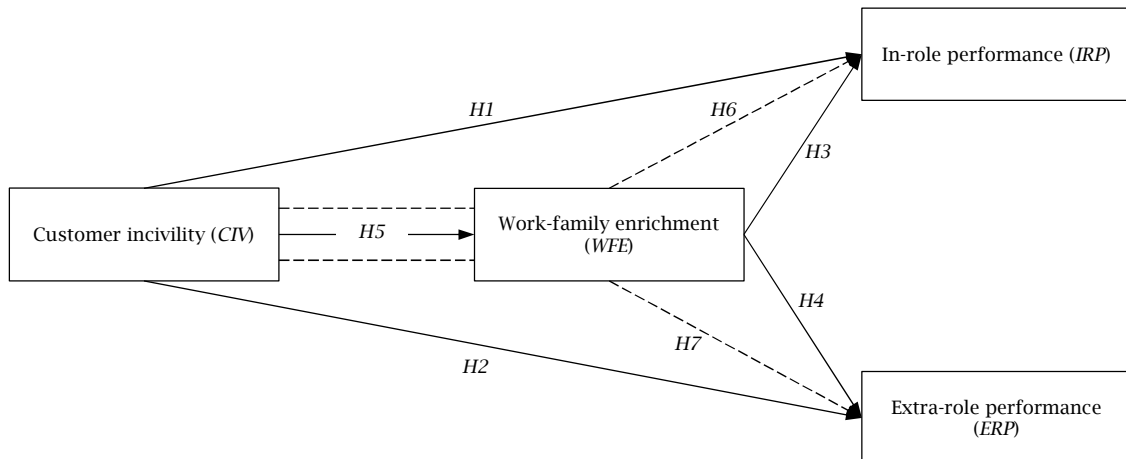 In-role performance (IRP)
H1
H6
H3
Customer incivility (CIV)
H5
Work-family enrichment
(WFE)
H4
H7
H2
Extra-role performance
(ERP)